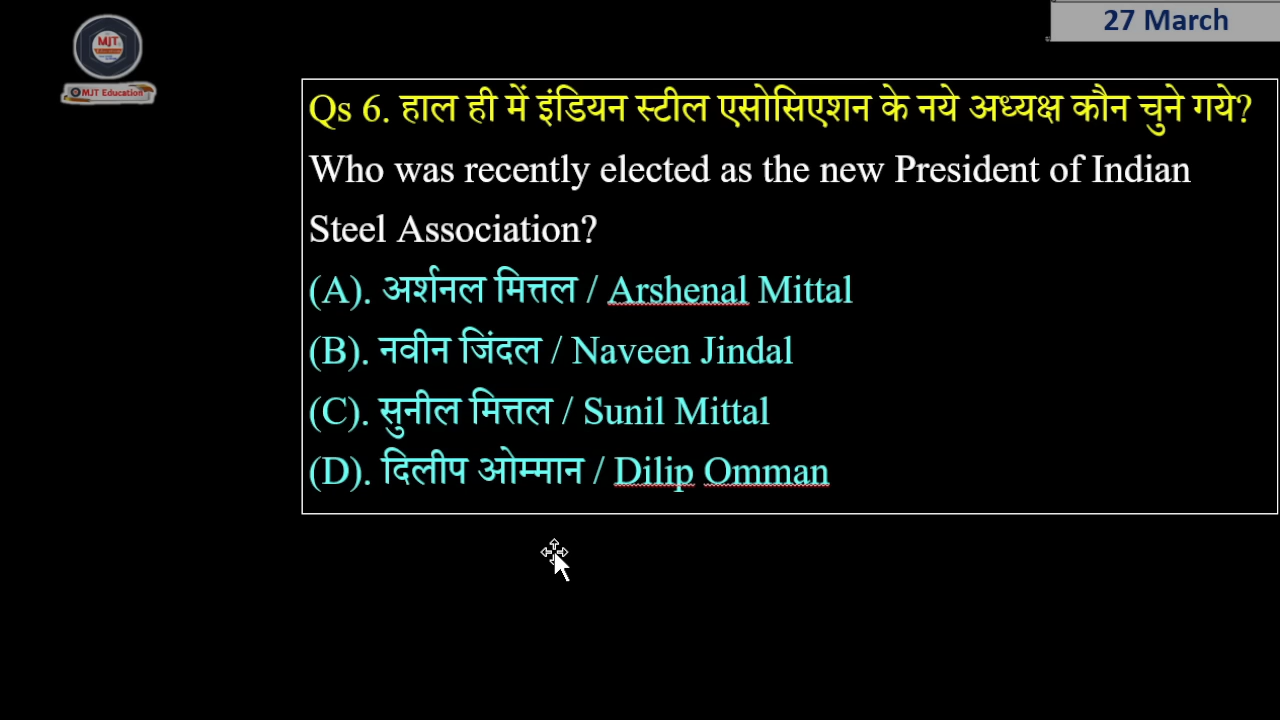 27 March
MJT
MJT Education
Qs 6. हाल ही में इंडियन स्टील एसोसिएशन के नये अध्यक्ष कौन चुने गये?
Who was recently elected as the new President of Indian
Steel Association?
(A). अर्शनल मित्तल / Arshenal Mittal
(B). नवीन जिंदल / Naveen Jindal
(C). सुनील मित्तल / Sunil Mittal
(D). दिलीप ओम्मान / Dilip Omman